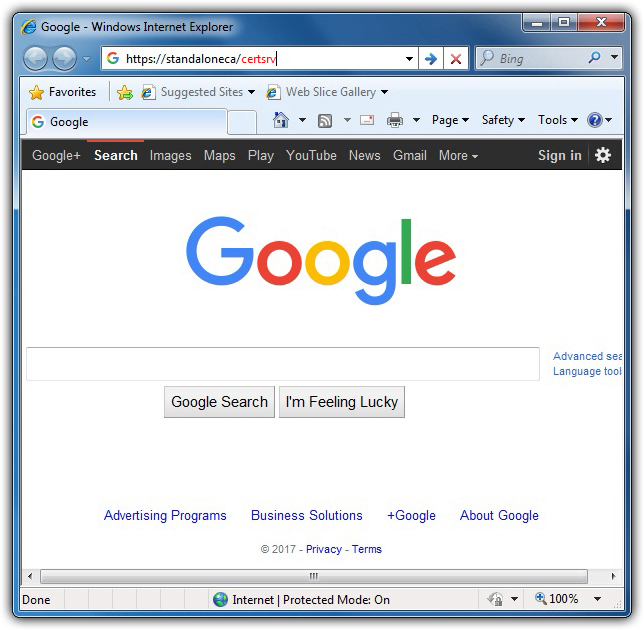 Google - Windows Internet Explorer
https://standaloneca/certsrv
Bing
Favorites Suggested Sites Web Slice Gallery
Google Page Safety Tools
Google+ Search Images Maps Play YouTube News Gmail More Sign in
Google
Advanced sea
Language tool
Google Search I'm Feeling Lucky
Advertising Programs Business Solutions +Google About Google
© 2017 - Privacy - Terms
Done Internet | Protected Mode: On 100%